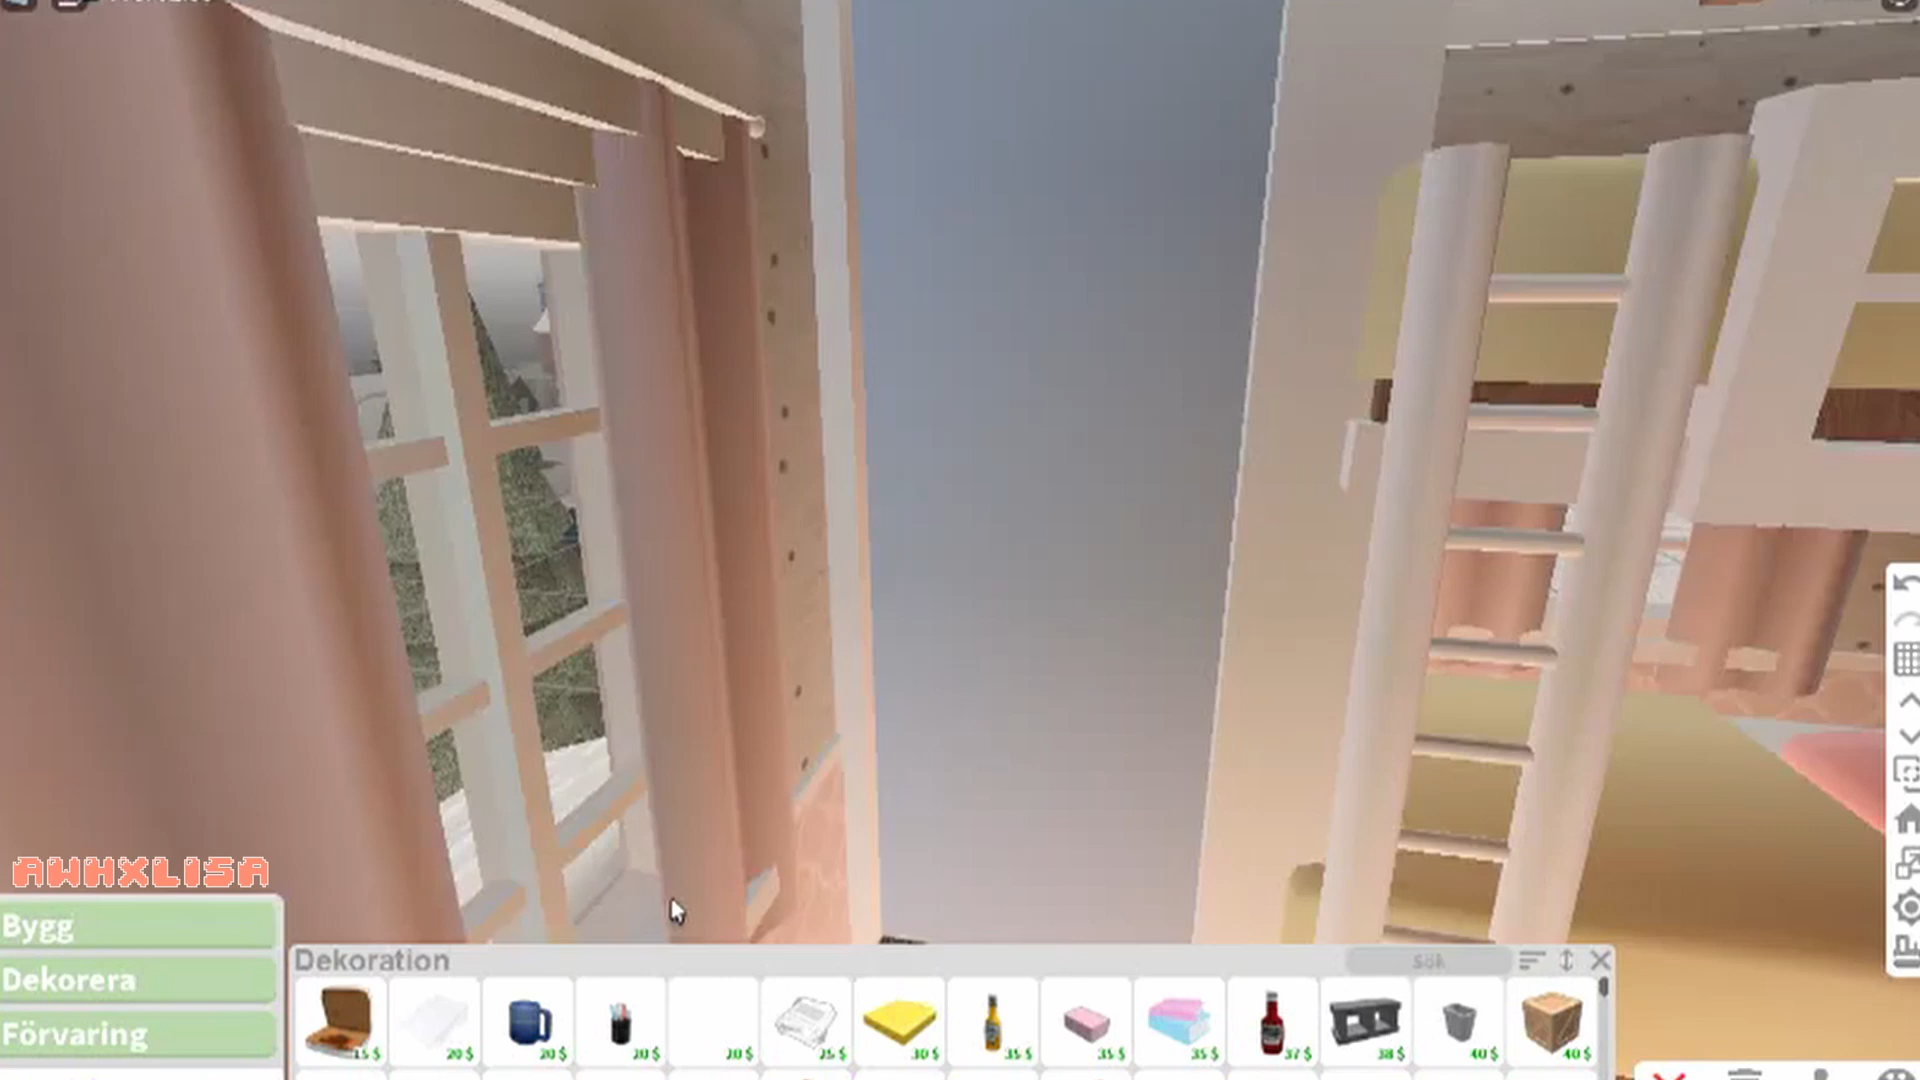 AWHXLISA
Bygg
Dekorera
Förvaring
Dekoration
Sök
15 $
20 $
20 $
20 $
20 $
25 $
30 $
35 $
35 $
35 $
37 $
38 $
40 $
40 $